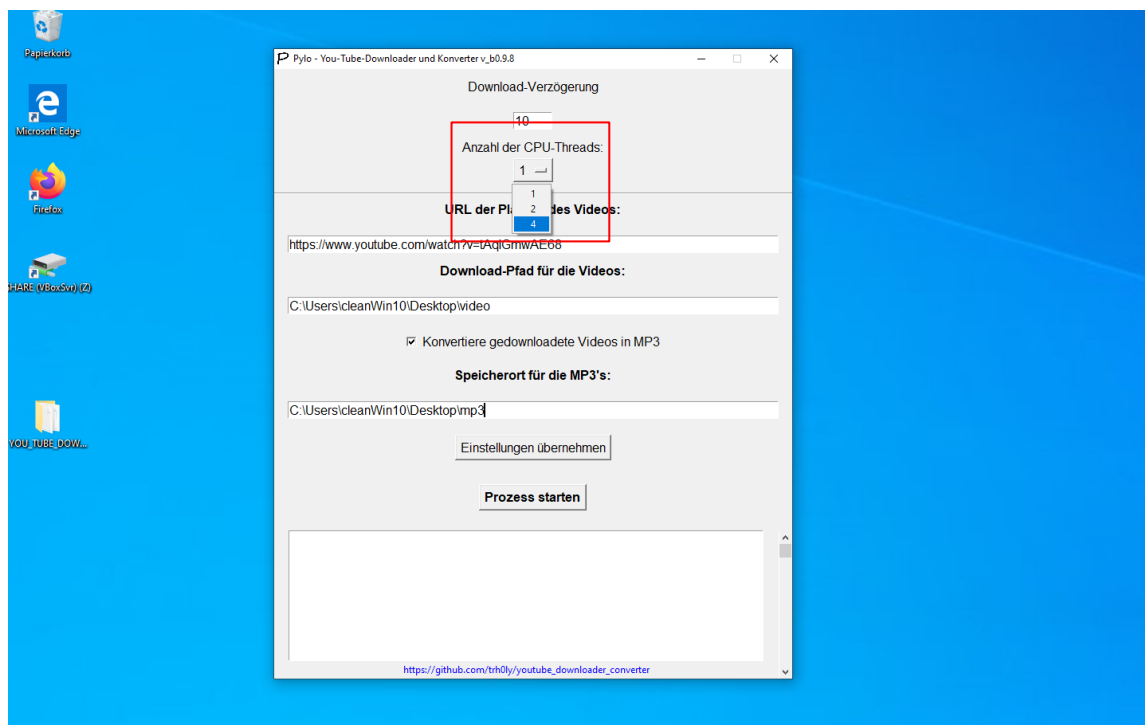 Papierkorb
Microsoft Edge
Firefox
SHARE (VBoxSvr) (Z)
YOU_TUBE_DOW...
Pylo - You-Tube-Downloader und Konverter v_b0.9.8
Download-Verzögerung
10
Anzahl der CPU-Threads:
1
1
2
4
URL der Pl des Videos:
https://www.youtube.com/watch?v=
Download-Pfad für die Videos:
C:\Users\cleanWin10\Desktop\video
Konvertiere gedownloadete Videos in MP3
Speicherort für die MP3's:
C:\Users\cleanWin10\Desktop\mp3
Einstellungen übernehmen
Prozess starten
https://github.com/trh0ly/youtube_downloader_converter